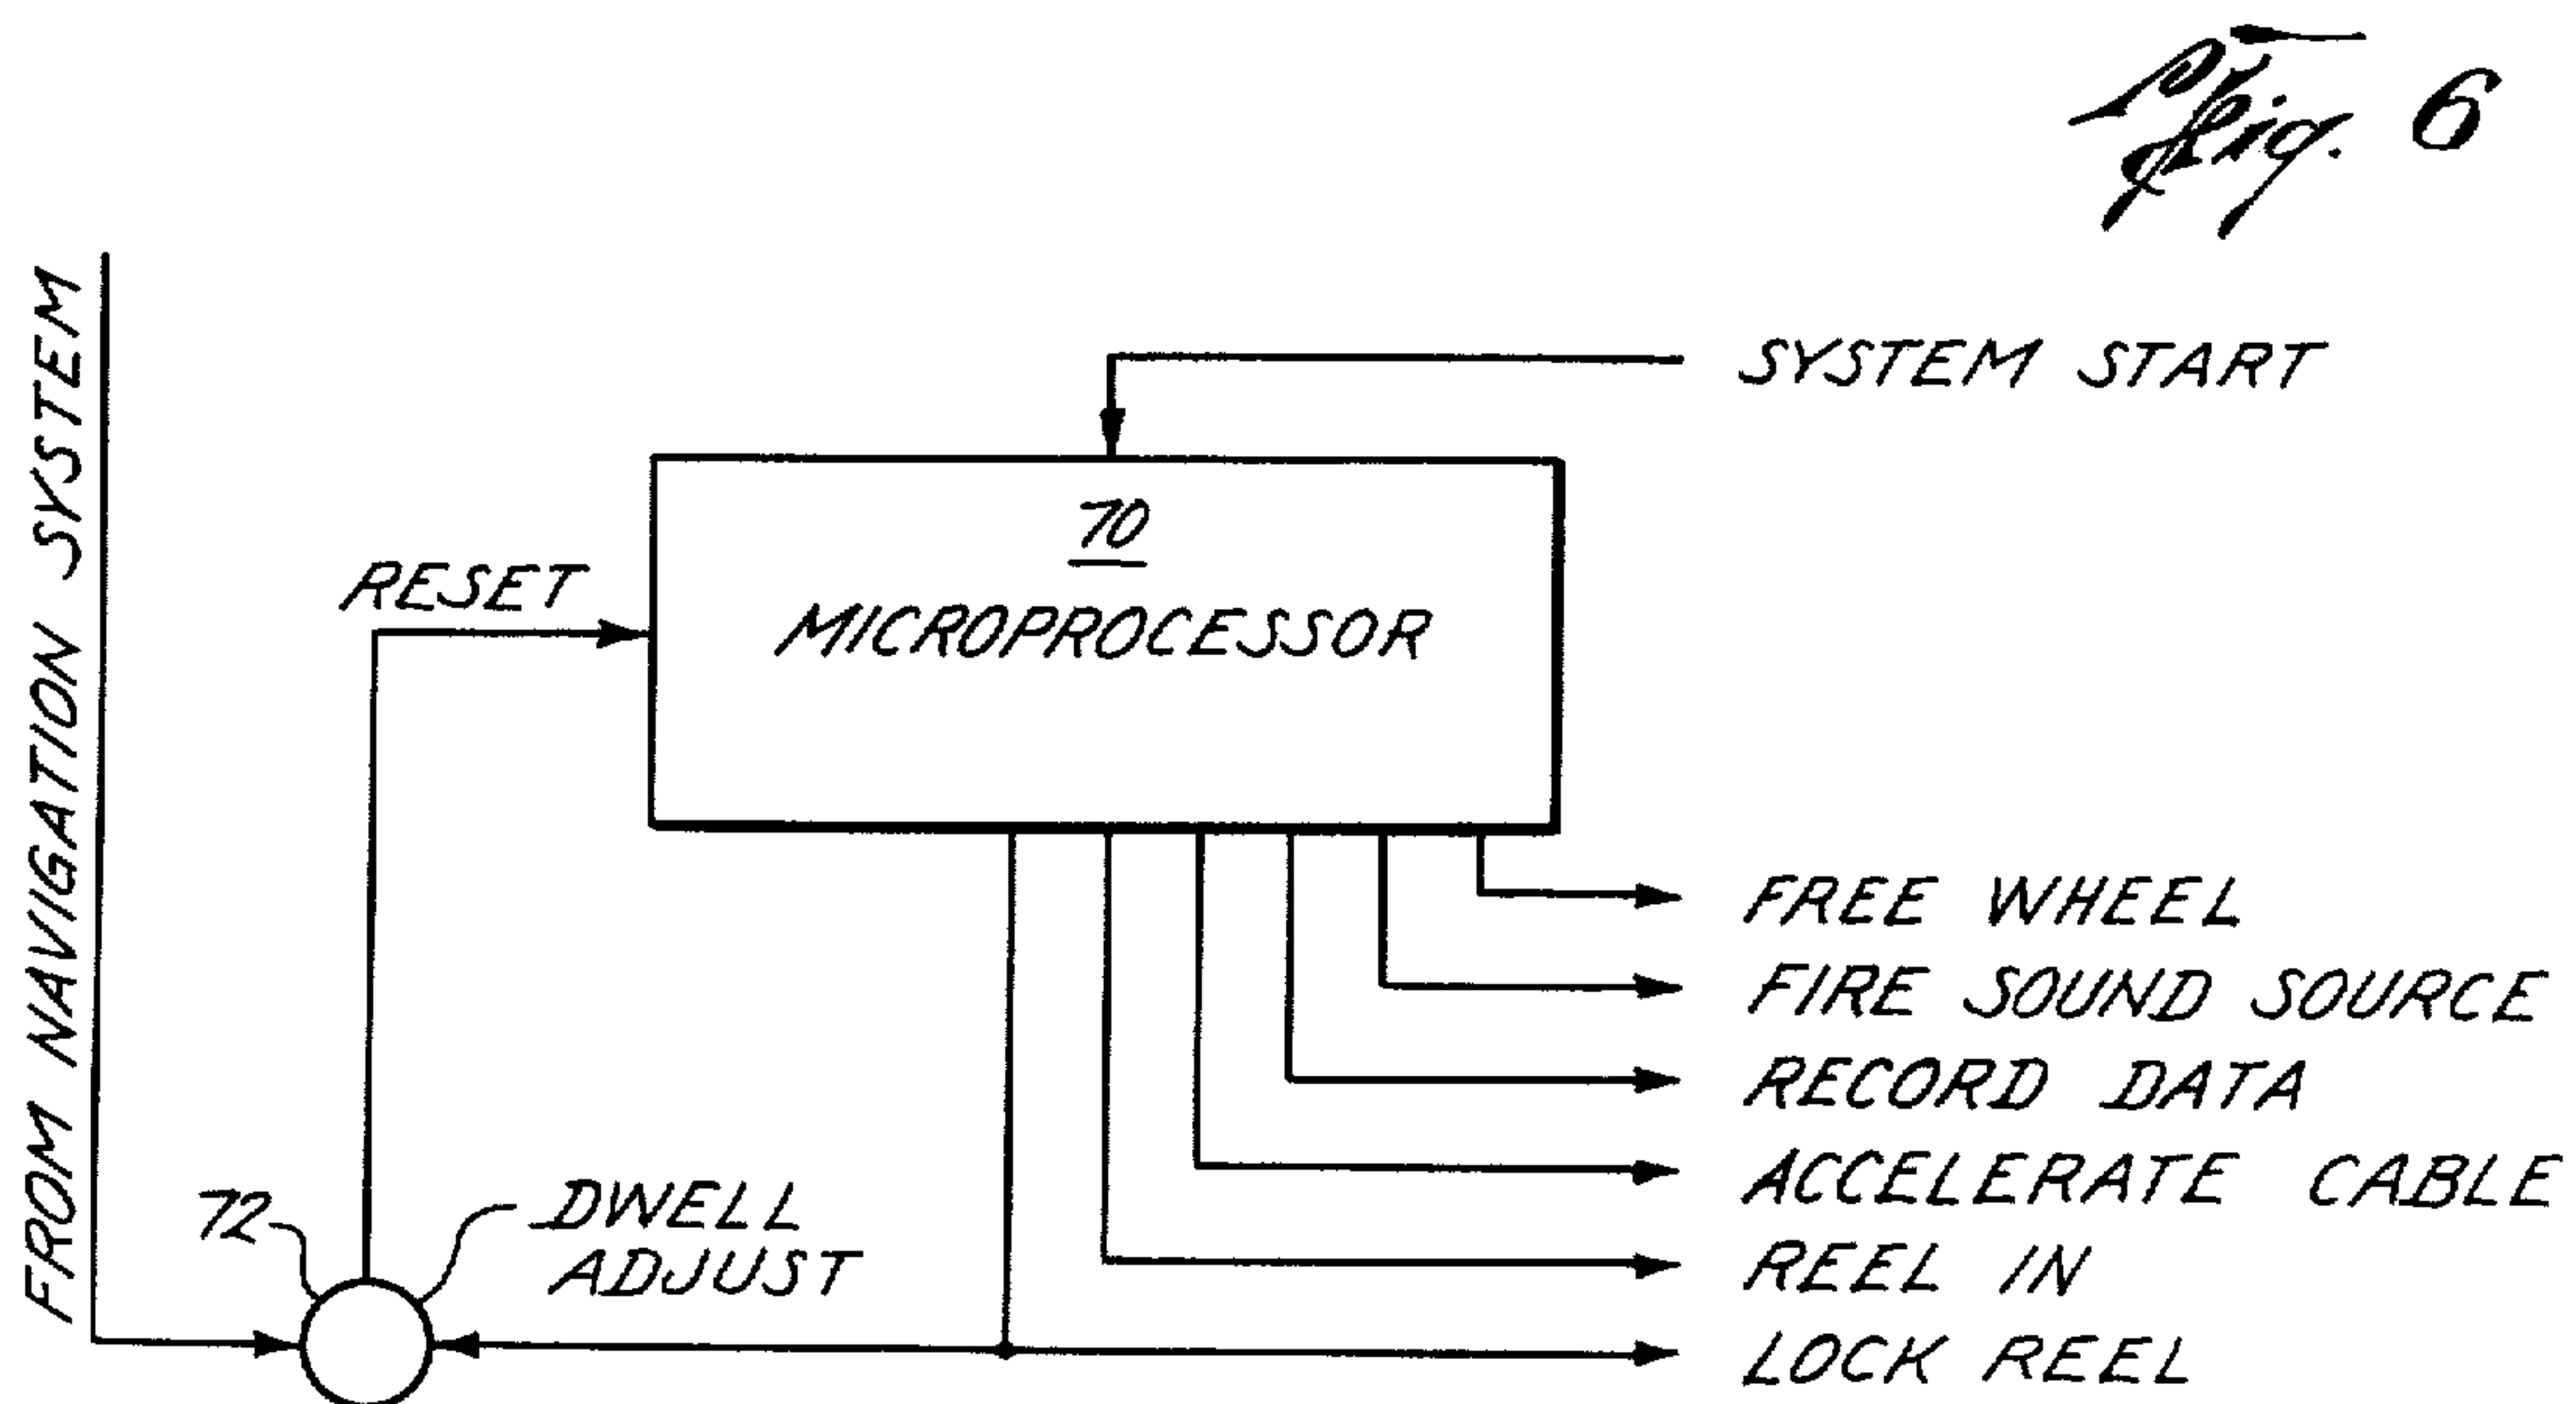 Fig. 6
FROM NAVIGATION SYSTEM
SYSTEM START
70
MICROPROCESSOR
RESET
FREE WHEEL
FIRE SOUND SOURCE
RECORD DATA
ACCELERATE CABLE
REEL IN
LOCK REEL
72
DWELL
ADJUST